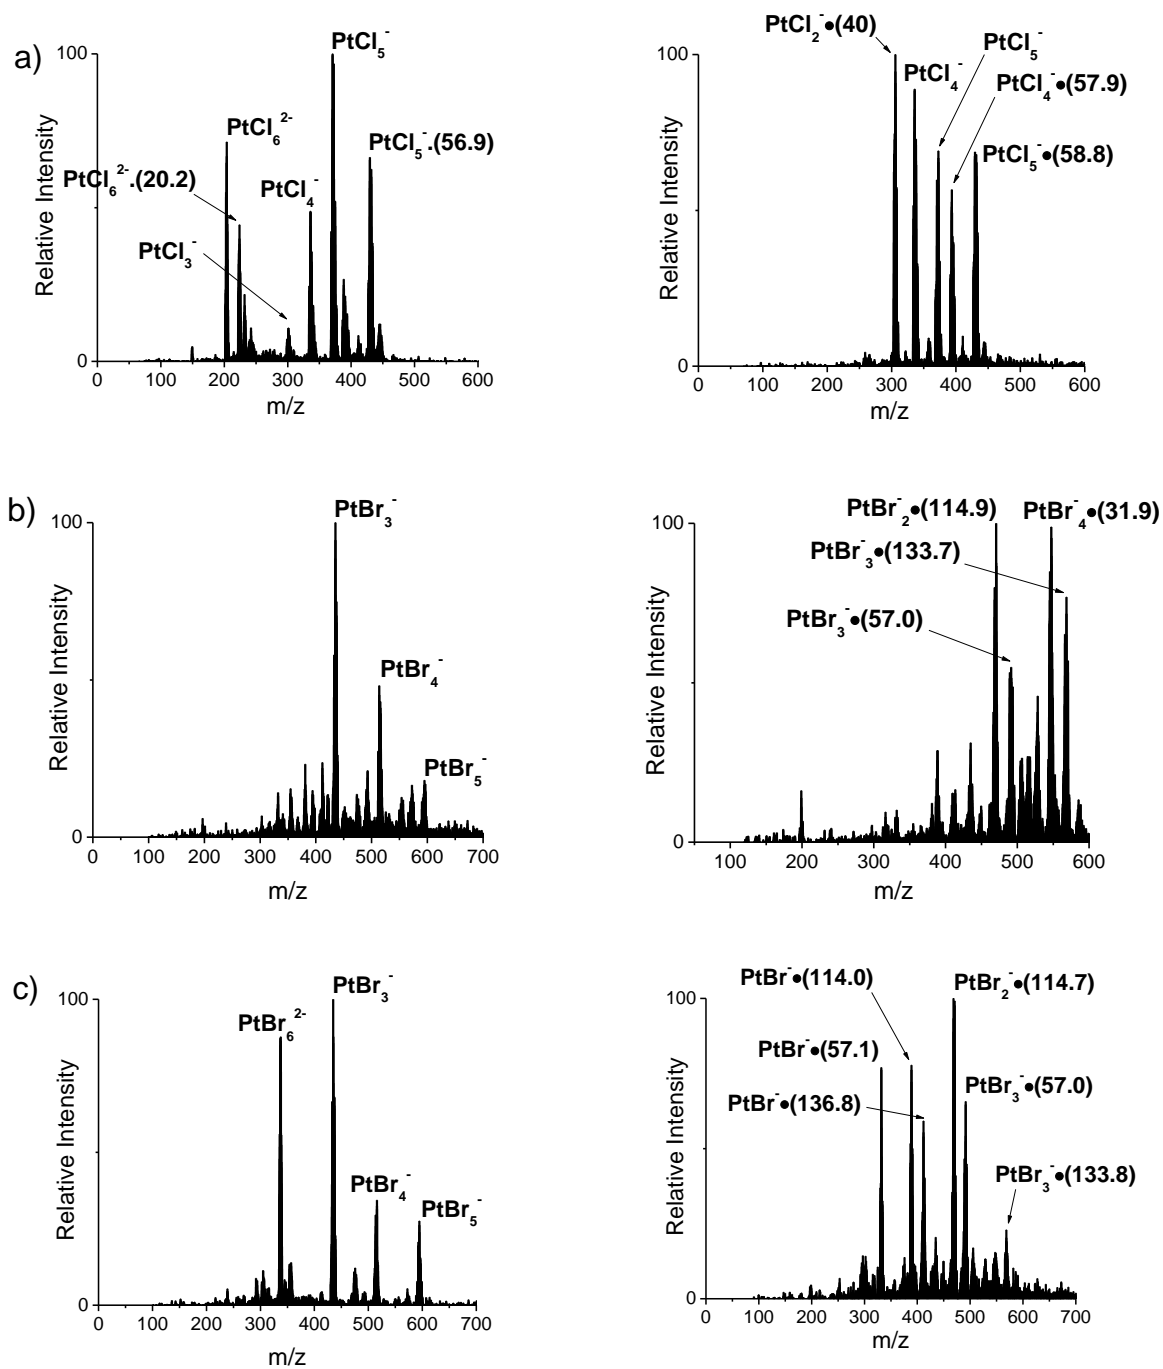 a)
PtCl₅⁻
PtCl₆²⁻
PtCl₅⁻.(56.9)
PtCl₆²⁻.(20.2)
PtCl₄⁻
PtCl₃⁻
Relative Intensity
100
0
0 100 200 300 400 500 600
m/z
PtCl₂⁻•(40)
PtCl₅⁻
PtCl₄⁻
PtCl₄⁻•(57.9)
PtCl₅⁻•(58.8)
Relative Intensity
100
0
0 100 200 300 400 500 600
m/z
b)
PtBr₃⁻
PtBr₄⁻
PtBr₅⁻
Relative Intensity
100
0
0 100 200 300 400 500 600 700
m/z
PtBr₂⁻•(114.9)
PtBr₄⁻•(31.9)
PtBr₃⁻•(133.7)
PtBr₃⁻•(57.0)
Relative Intensity
100
0
100 200 300 400 500 600
m/z
c)
PtBr₃⁻
PtBr₆²⁻
PtBr₄⁻
PtBr₅⁻
Relative Intensity
100
0
0 100 200 300 400 500 600 700
m/z
PtBr⁻•(114.0)
PtBr₂⁻•(114.7)
PtBr⁻•(57.1)
PtBr₃⁻•(57.0)
PtBr⁻•(136.8)
PtBr₃⁻•(133.8)
Relative Intensity
100
0
0 100 200 300 400 500 600 700
m/z